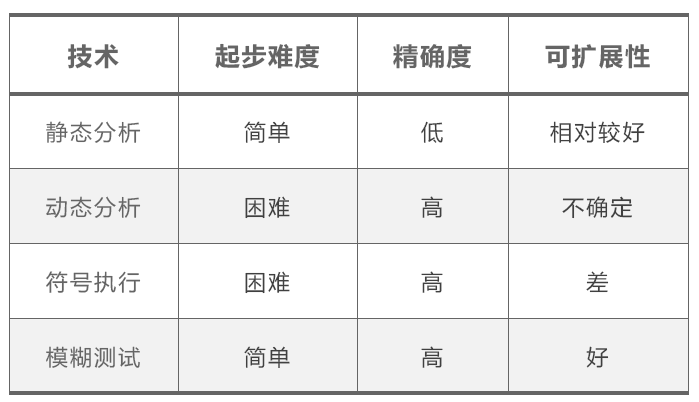 技术 起步难度 精确度 可扩展性
静态分析 简单 低 相对较好
动态分析 困难 高 不确定
符号执行 困难 高 差
模糊测试 简单 高 好